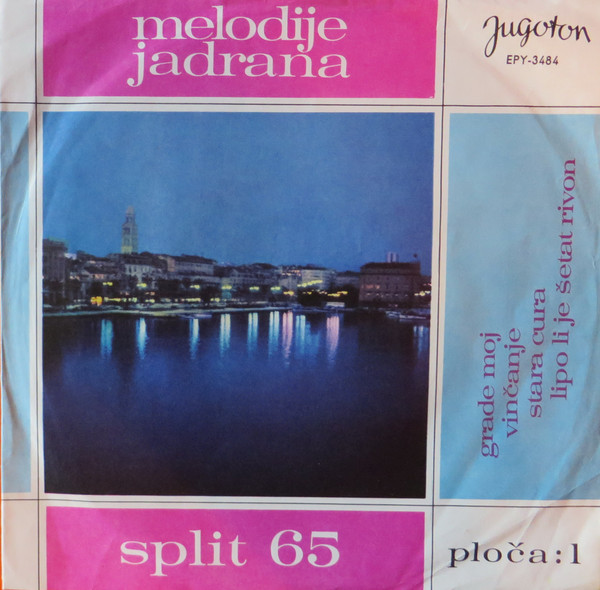 melodije
jadrana
Jugoton
EPY-3484
grade moj
vinčanje
stara cura
lipo li je šetat rivon
split 65
ploča:1